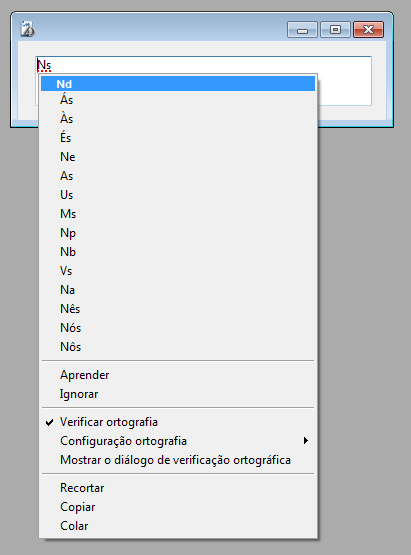 Ns
Nd
Ás
Às
És
Ne
As
Us
Ms
Np
Nb
Vs
Na
Nês
Nós
Nôs
Aprender
Ignorar
Verificar ortografia
Configuração ortografia
Mostrar o diálogo de verificação ortográfica
Recortar
Copiar
Colar